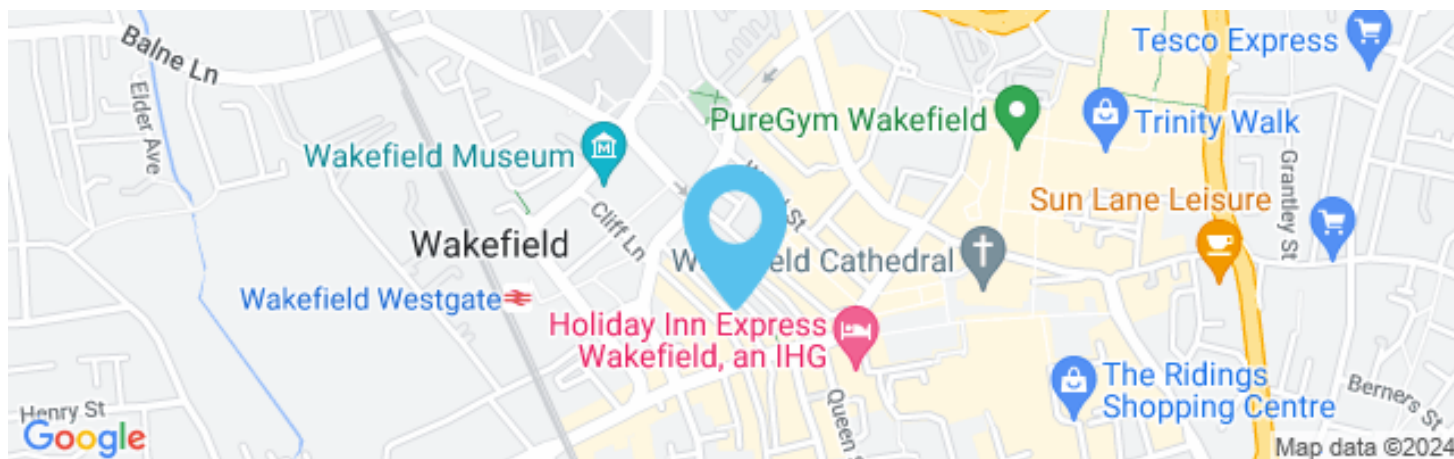 Balne Ln
Elder Ave
Tesco Express
PureGym Wakefield
Trinity Walk
Wakefield Museum
Grantley St
Sun Lane Leisure
Cliff Ln
St
Wakefield
Cathedral
Wakefield Westgate
Holiday Inn Express
Wakefield, an IHG
The Ridings
Shopping Centre
Berners St
Queen
Henry St
Google
Map data ©2024